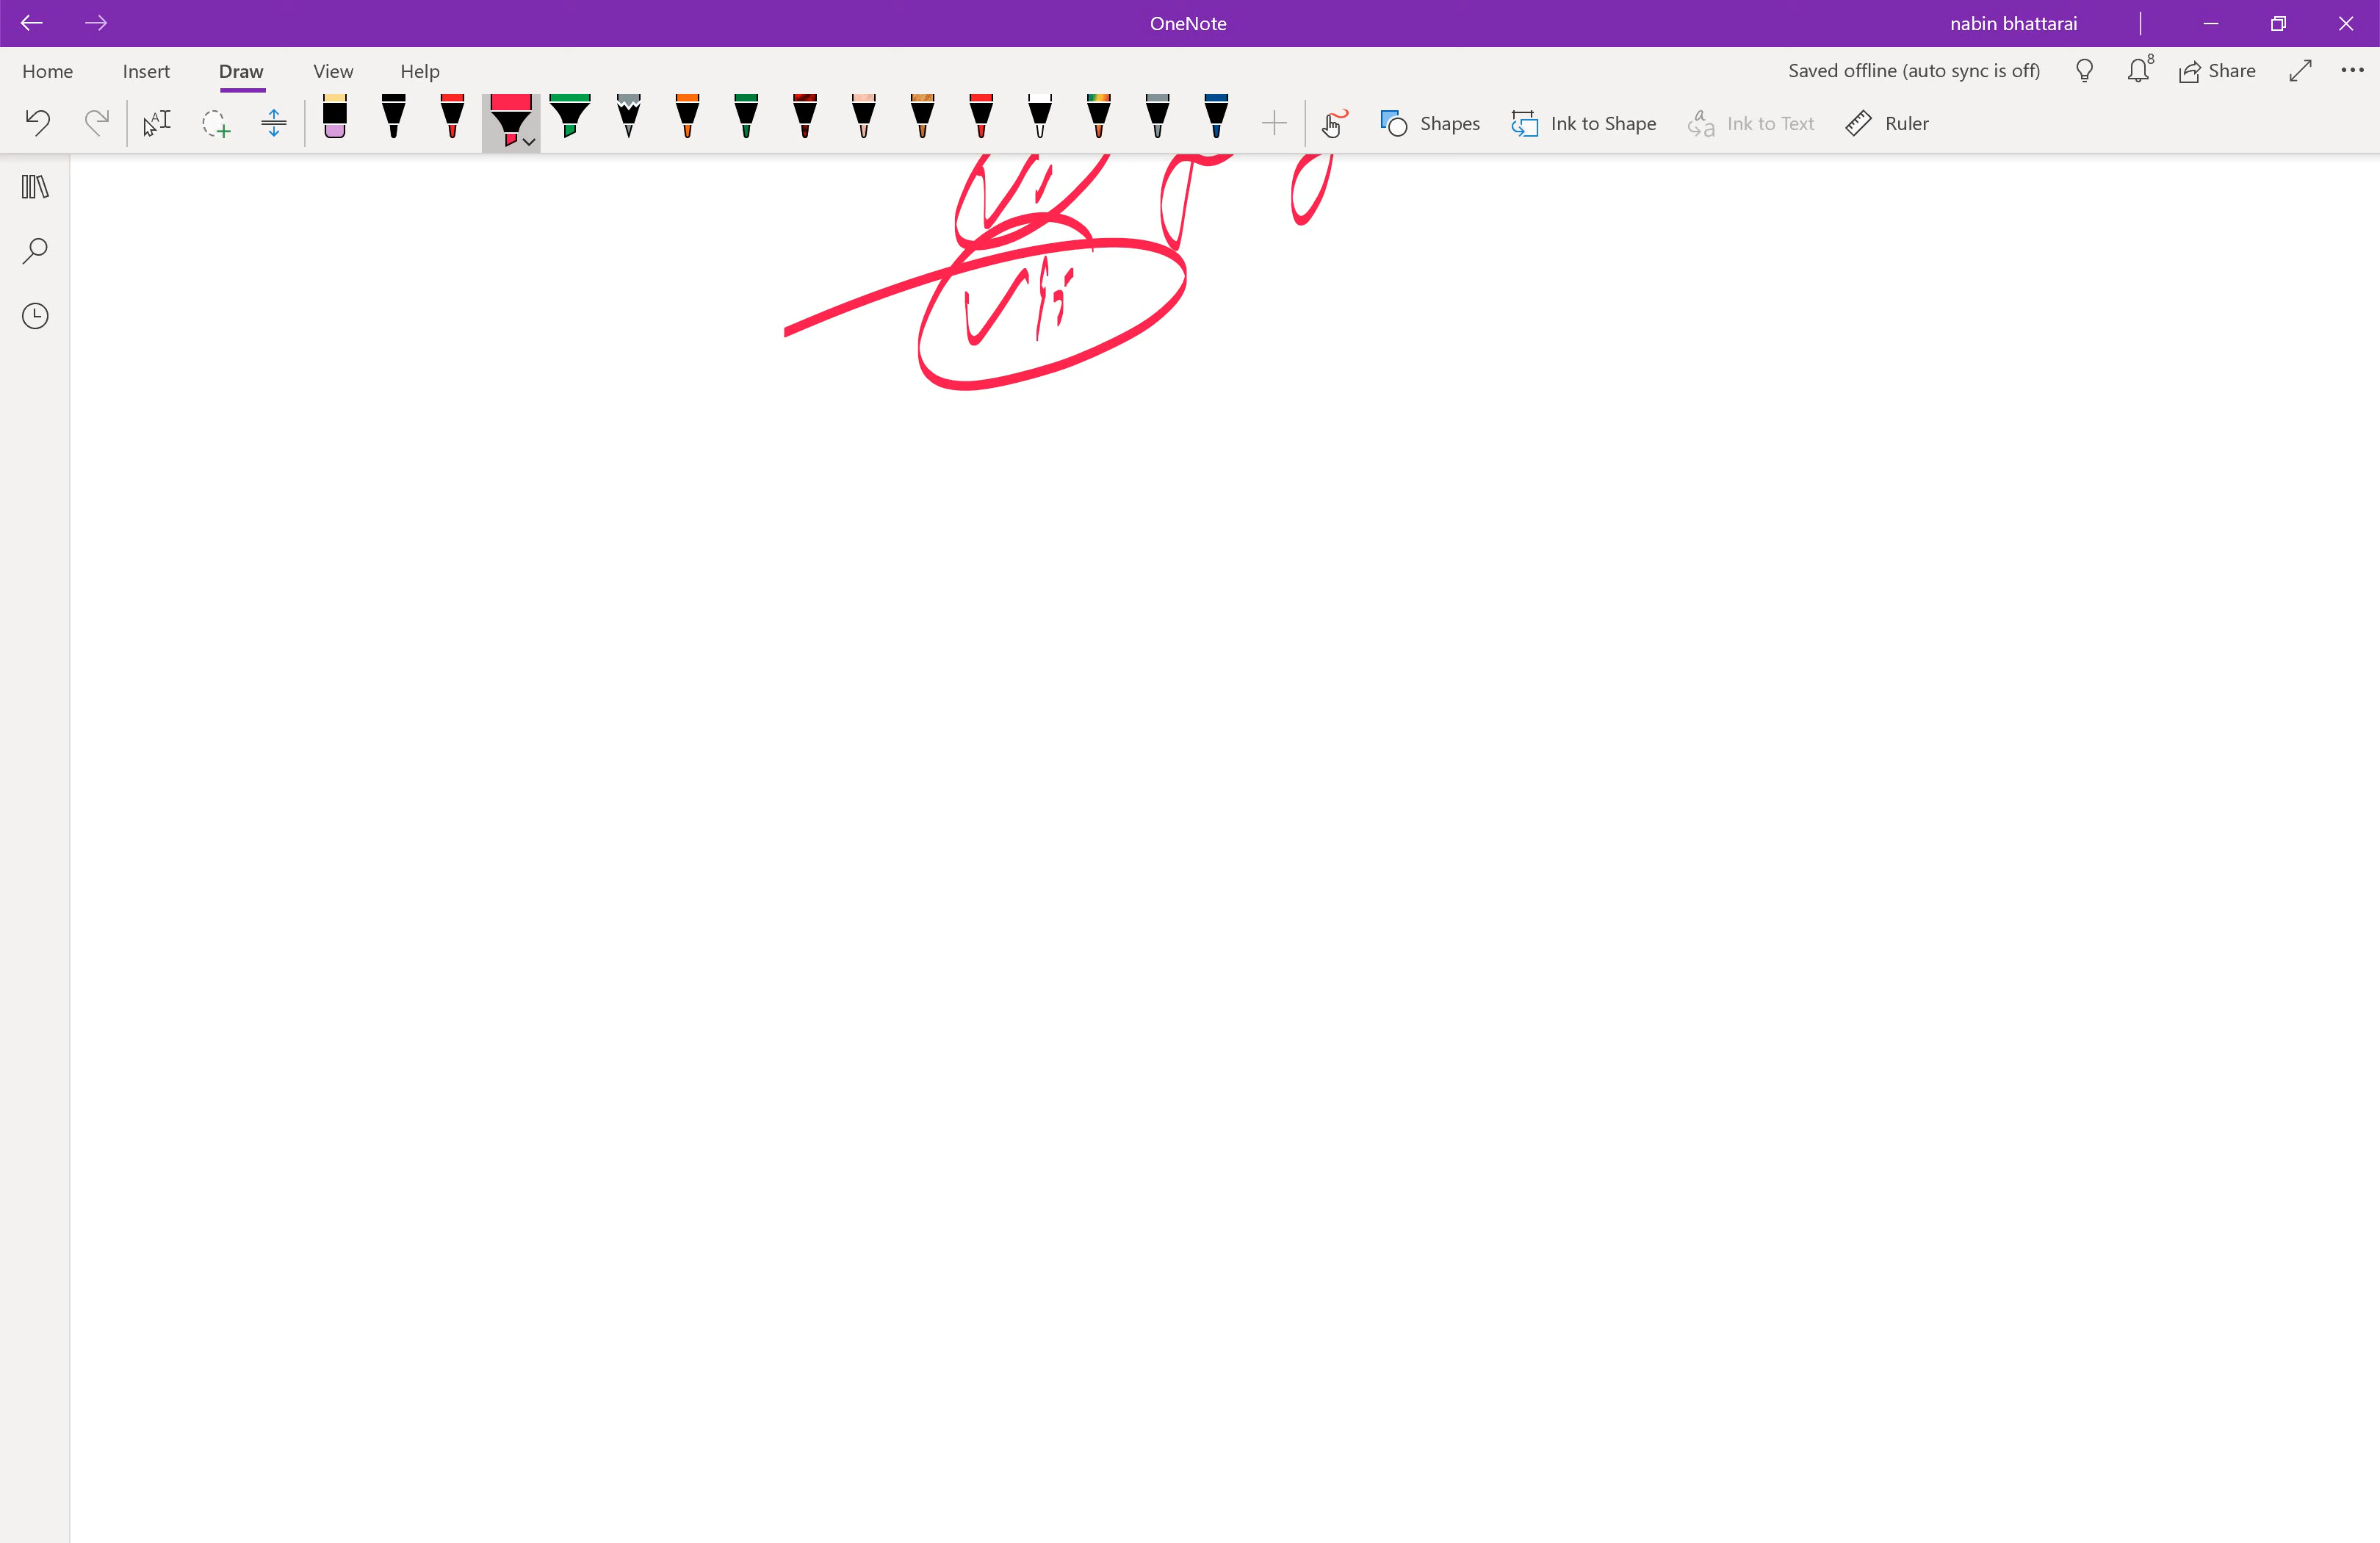 OneNote
nabin bhattarai
Home Insert Draw View Help
Saved offline (auto sync is off)
8
Share
Shapes
Ink to Shape
Ink to Text
Ruler